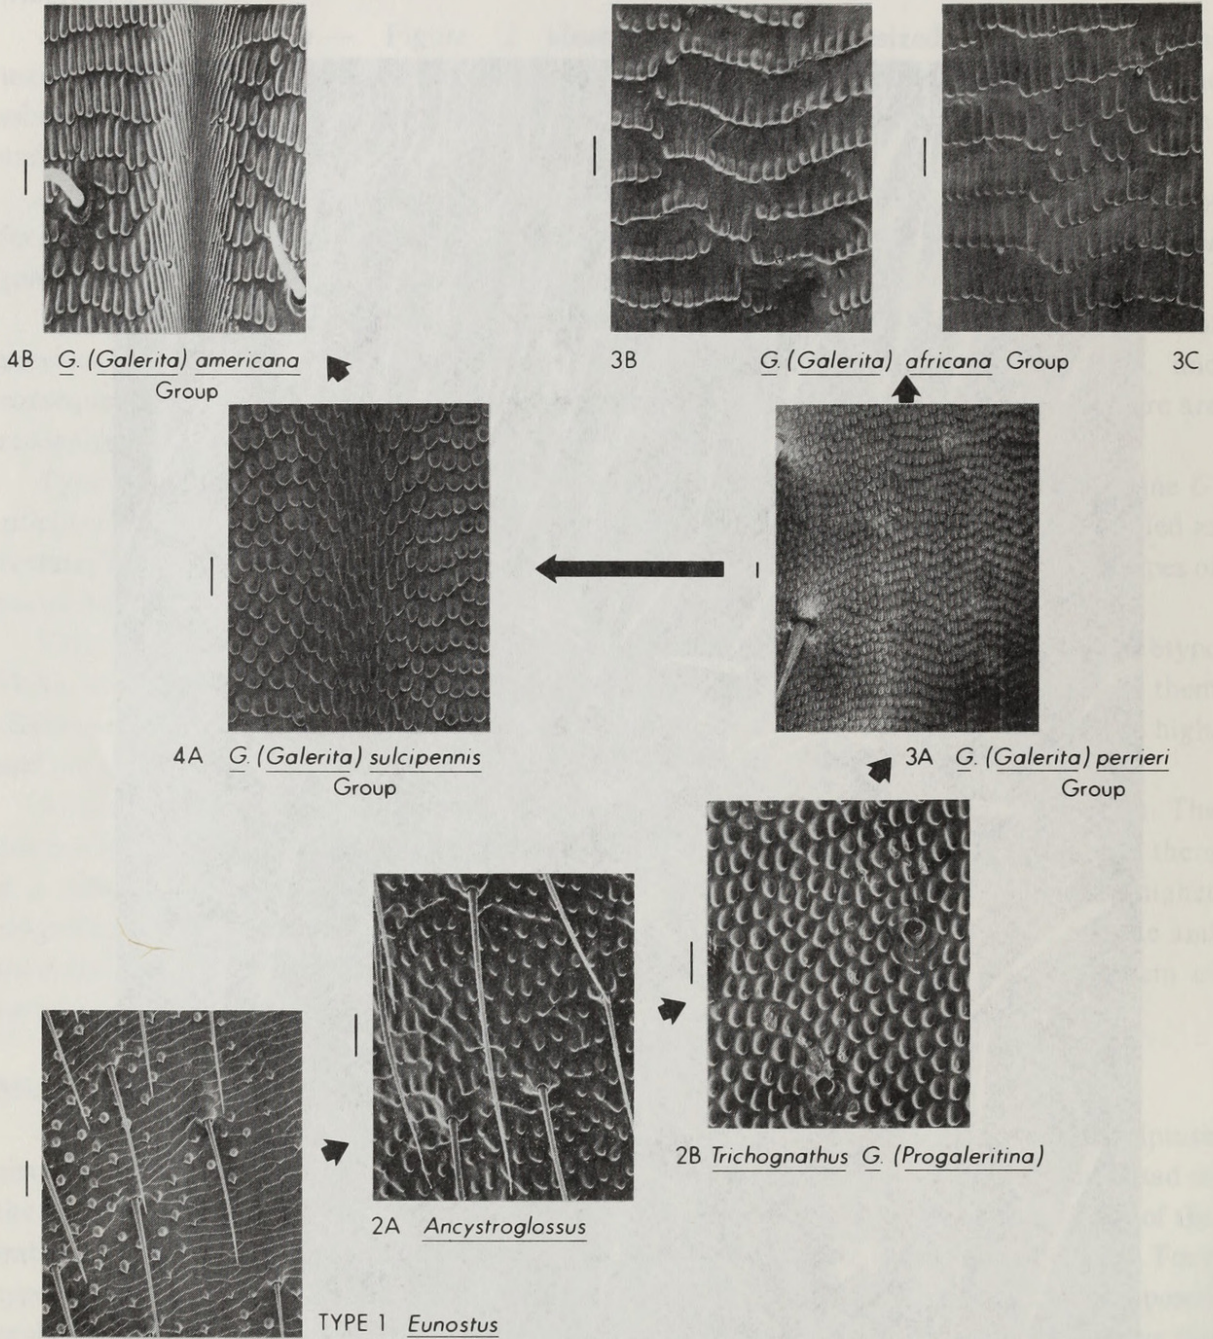 4B G. (Galerita) americana
Group
3B G. (Galerita) africana Group 3C
4A G. (Galerita) sulcipennis
Group
3A G. (Galerita) perrieri
Group
2B Trichognathus G. (Progaleritina)
2A Ancystroglossus
TYPE 1 Eunostus